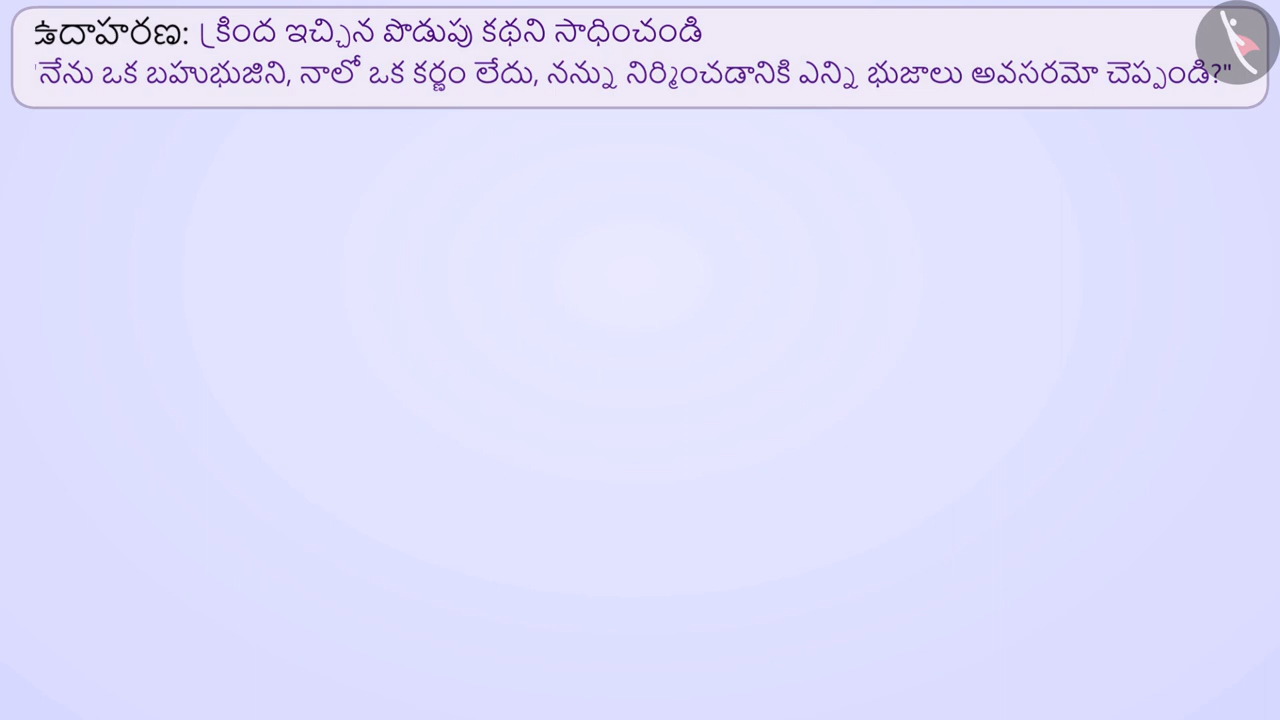 ఉదాహరణ: క్రింద ఇచ్చిన పొడుపు కథని సాధించండి
'నేను ఒక బహుభుజిని, నాలో ఒక కర్ణం లేదు, నన్ను నిర్మించడానికి ఎన్ని భుజాలు అవసరమో చెప్పండి?"